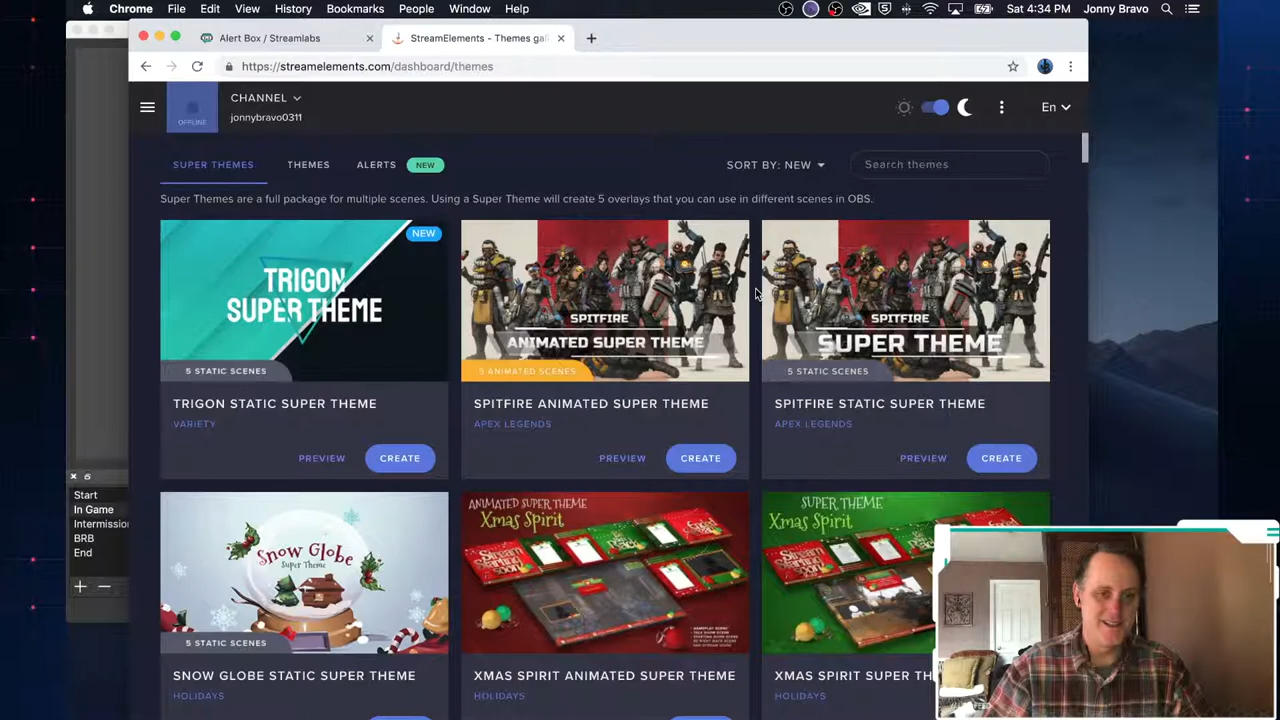 Chrome File Edit View History Bookmarks People Window Help Sat 4:34 PM Jonny Bravo
Alert Box / Streamlabs
StreamElements - Themes gal
https://streamelements.com/dashboard/themes
OFFLINE
CHANNEL
jonnybravo0311
En
SUPER THEMES THEMES ALERTS NEW SORT BY: NEW Search themes
Super Themes are a full package for multiple scenes. Using a Super Theme will create 5 overlays that you can use in different scenes in OBS.
NEW
TRIGON
SUPER THEME
5 STATIC SCENES
TRIGON STATIC SUPER THEME
VARIETY
PREVIEW CREATE
SPITFIRE
ANIMATED SUPER THEME
5 ANIMATED SCENES
SPITFIRE ANIMATED SUPER THEME
APEX LEGENDS
PREVIEW CREATE
SPITFIRE
SUPER THEME
5 STATIC SCENES
SPITFIRE STATIC SUPER THEME
APEX LEGENDS
PREVIEW CREATE
Start
In Game
Intermission
BRB
End
Snow Globe
Super Theme
5 STATIC SCENES
SNOW GLOBE STATIC SUPER THEME
HOLIDAYS
ANIMATED SUPER THEME
Xmas Spirit
XMAS SPIRIT ANIMATED SUPER THEME
HOLIDAYS
SUPER THEME
Xmas Spirit
XMAS SPIRIT SUPER THEME
HOLIDAYS